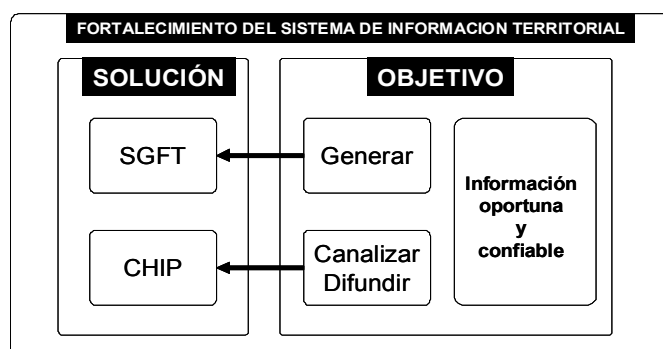 FORTALECIMIENTO DEL SISTEMA DE INFORMACION TERRITORIAL
SOLUCIÓN
OBJETIVO
SGFT
Generar
CHIP
Canalizar
Difundir
Información
oportuna
y
confiable